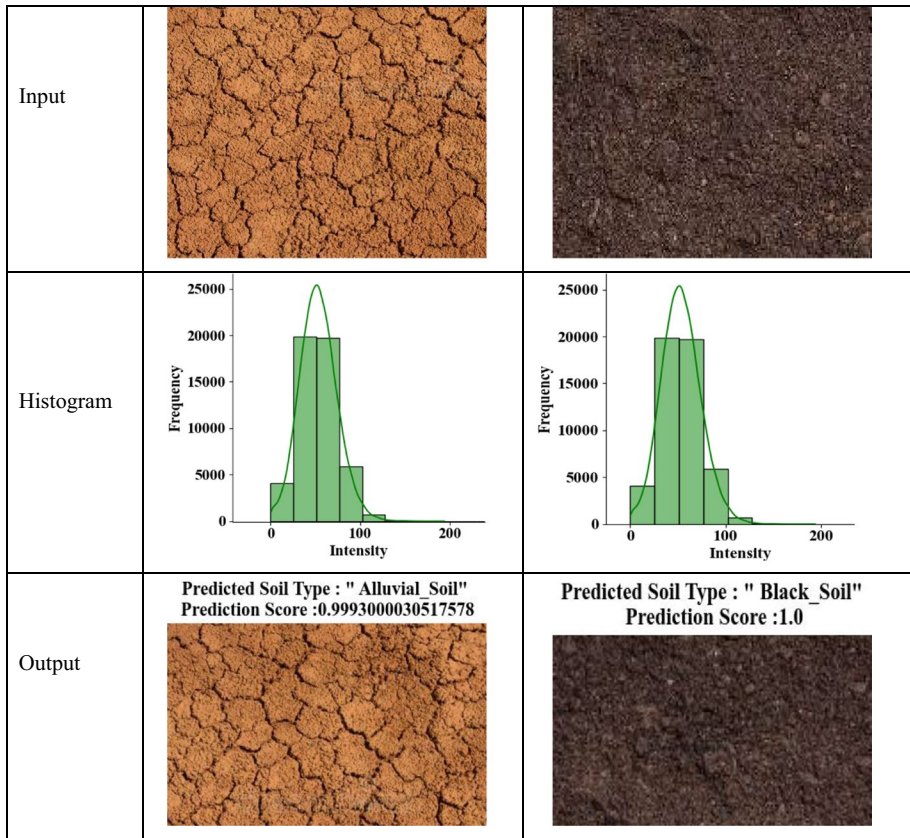 Input
Histogram
25000
20000
15000
10000
5000
0
Frequency
0 100 200
Intensity
25000
20000
15000
10000
5000
0
Frequency
0 100 200
Intensity
Output
Predicted Soil Type : " Alluvial_Soil"
Prediction Score :0.9993000030517578
Predicted Soil Type : " Black_Soil"
Prediction Score :1.0